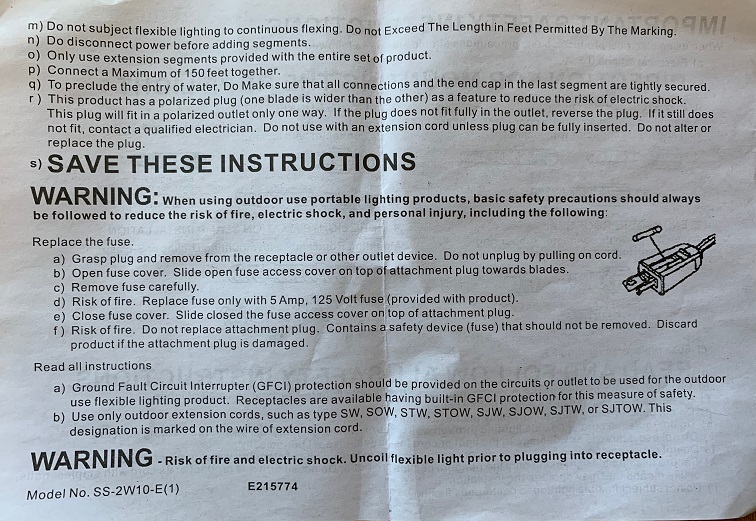 m) Do not subject flexible lighting to continuous flexing. Do not Exceed The Length in Feet Permitted By The Marking.
n) Do disconnect power before adding segments.
o) Only use extension segments provided with the entire set of product.
p) Connect a Maximum of 150 feet together.
q) To preclude the entry of water, Do Make sure that all connections and the end cap in the last segment are tightly secured.
r) This product has a polarized plug (one blade is wider than the other) as a feature to reduce the risk of electric shock.
This plug will fit in a polarized outlet only one way. If the plug does not fit fully in the outlet, reverse the plug. If it still does
not fit, contact a qualified electrician. Do not use with an extension cord unless plug can be fully inserted. Do not alter or
replace the plug.
s) SAVE THESE INSTRUCTIONS
WARNING: When using outdoor use portable lighting products, basic safety precautions should always
be followed to reduce the risk of fire, electric shock, and personal injury, including the following:
Replace the fuse.
a) Grasp plug and remove from the receptacle or other outlet device. Do not unplug by pulling on cord.
b) Open fuse cover. Slide open fuse access cover on top of attachment plug towards blades.
c) Remove fuse carefully.
d) Risk of fire. Replace fuse only with 5 Amp, 125 Volt fuse (provided with product).
e) Close fuse cover. Slide closed the fuse access cover on top of attachment plug.
f) Risk of fire. Do not replace attachment plug. Contains a safety device (fuse) that should not be removed. Discard
product if the attachment plug is damaged.
Read all instructions
a) Ground Fault Circuit Interrupter (GFCI) protection should be provided on the circuits or outlet to be used for the outdoor
use flexible lighting product. Receptacles are available having built-in GFCI protection for this measure of safety.
b) Use only outdoor extension cords, such as type SW, SOW, STW, STOW, SJW, SJOW, SJTW, or SJTOW. This
designation is marked on the wire of extension cord.
WARNING - Risk of fire and electric shock. Uncoil flexible light prior to plugging into receptacle.
Model No. SS-2W10-E(1) E215774